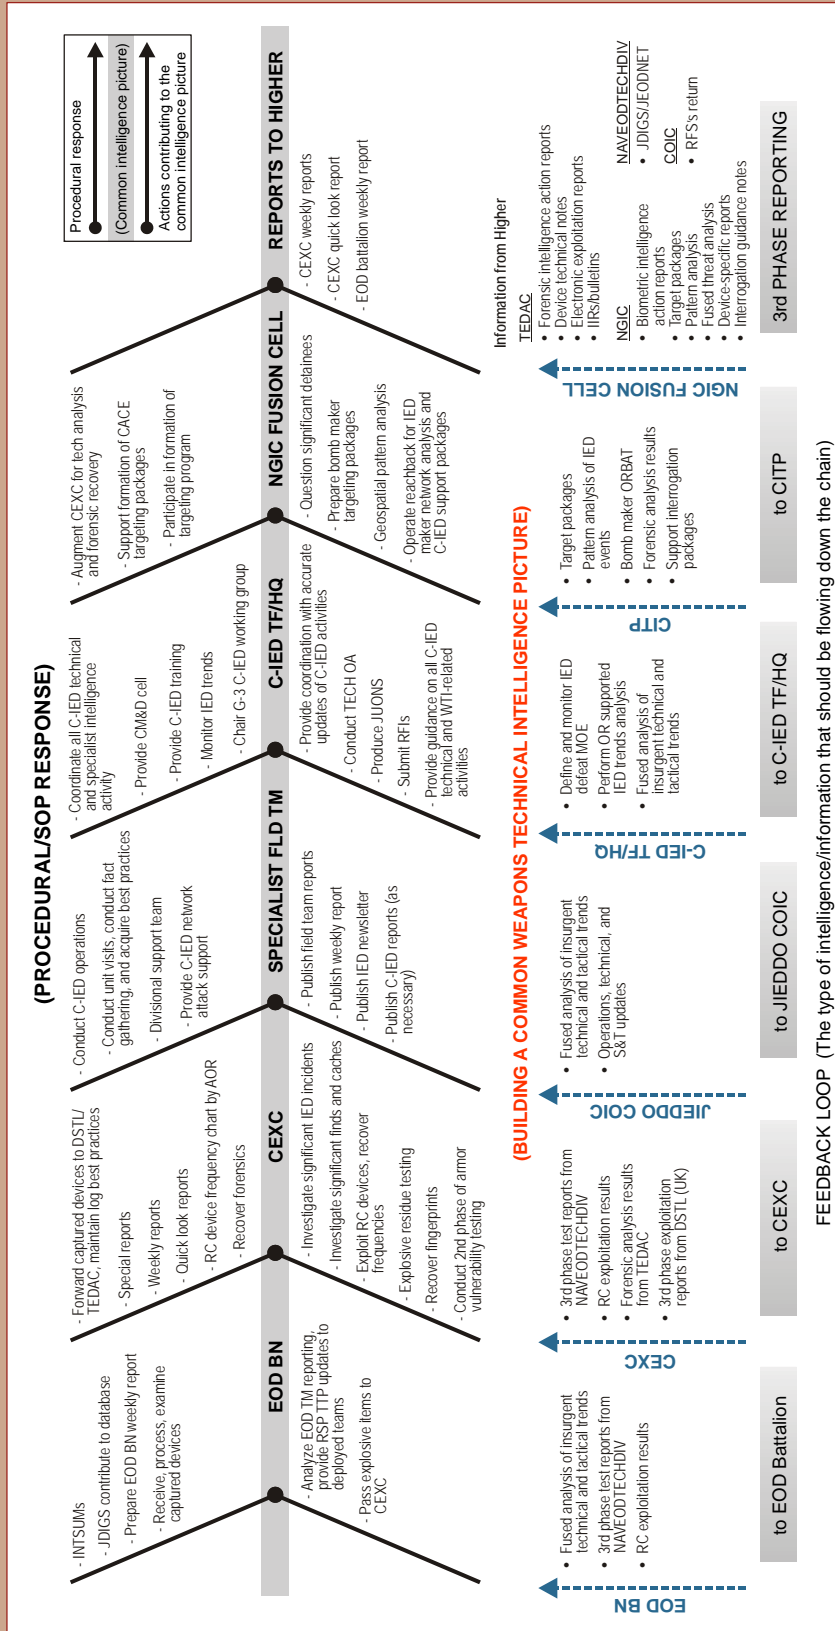 (PROCEDURAL/SOP RESPONSE)
Procedural response
(Common intelligence picture)
Actions contributing to the
common intelligence picture
- INTSUMs
- JDIGS contribute to database
- Prepare EOD BN weekly report
- Receive, process, examine
captured devices
EOD BN
- Analyze EOD TM reporting,
provide RSP TTP updates to
deployed teams
- Pass explosive items to
CEXC
- Forward captured devices to DSTL/
TEDAC, maintain log best practices
- Special reports
- Weekly reports
- Quick look reports
- RC device frequency chart by AOR
- Recover forensics
CEXC
- Investigate significant IED incidents
- Investigate significant finds and caches
- Exploit RC devices, recover
frequencies
- Explosive residue testing
- Recover fingerprints
- Conduct 2nd phase of armor
vulnerability testing
- Conduct C-IED operations
- Conduct unit visits, conduct fact
gathering, and acquire best practices
- Divisional support team
- Provide C-IED network
attack support
SPECIALIST FLD TM
- Publish field team reports
- Publish weekly report
- Publish IED newsletter
- Publish C-IED reports (as
necessary)
- Coordinate all C-IED technical
and specialist intelligence
activity
- Provide CM&D cell
- Provide C-IED training
- Monitor IED trends
- Chair G-3 C-IED working group
C-IED TF/HQ
- Provide coordination with accurate
updates of C-IED activities
- Conduct TECH OA
- Produce JUONS
- Submit RFIs
- Provide guidance on all C-IED
technical and WTI-related
activities
- Augment CEXC for tech analysis
and forensic recovery
- Support formation of CACE
targeting packages
- Participate in formation of
targeting program
NGIC FUSION CELL
- Question significant detainees
- Prepare bomb maker
targeting packages
- Geospatial pattern analysis
- Operate reachback for IED
maker network analysis and
C-IED support packages
REPORTS TO HIGHER
- CEXC weekly reports
- CEXC quick look report
- EOD battalion weekly report
(BUILDING A COMMON WEAPONS TECHNICAL INTELLIGENCE PICTURE)
EOD BN
• Fused analysis of insurgent
technical and tactical trends
• 3rd phase test reports from
NAVEODTECHDIV
• RC exploitation results
to EOD Battalion
CEXC
• 3rd phase test reports from
NAVEODTECHDIV
• RC exploitation results
• Forensic analysis results
from TEDAC
• 3rd phase exploitation
reports from DSTL (UK)
to CEXC
JIEDDO COIC
• Fused analysis of insurgent
technical and tactical trends
• Operations, technical, and
S&T updates
to JIEDDO COIC
C-IED TF/HQ
• Define and monitor IED
defeat MOE
• Perform OR supported
IED trends analysis
• Fused analysis of
insurgent technical and
tactical trends
to C-IED TF/HQ
CITP
• Target packages
• Pattern analysis of IED
events
• Bomb maker ORBAT
• Forensic analysis results
• Support interrogation
packages
to CITP
NGIC FUSION CELL
Information from Higher
TEDAC
• Forensic intelligence action reports
• Device technical notes
• Electronic exploitation reports
• IIRs/bulletins
NGIC
• Biometric intelligence
action reports
• Target packages
• Pattern analysis
• Fused threat analysis
• Device-specific reports
• Interrogation guidance notes
NAVEODTECHDIV
• JDIGS/JEODNET
COIC
• RFS's return
3rd PHASE REPORTING
FEEDBACK LOOP (The type of intelligence/information that should be flowing down the chain)